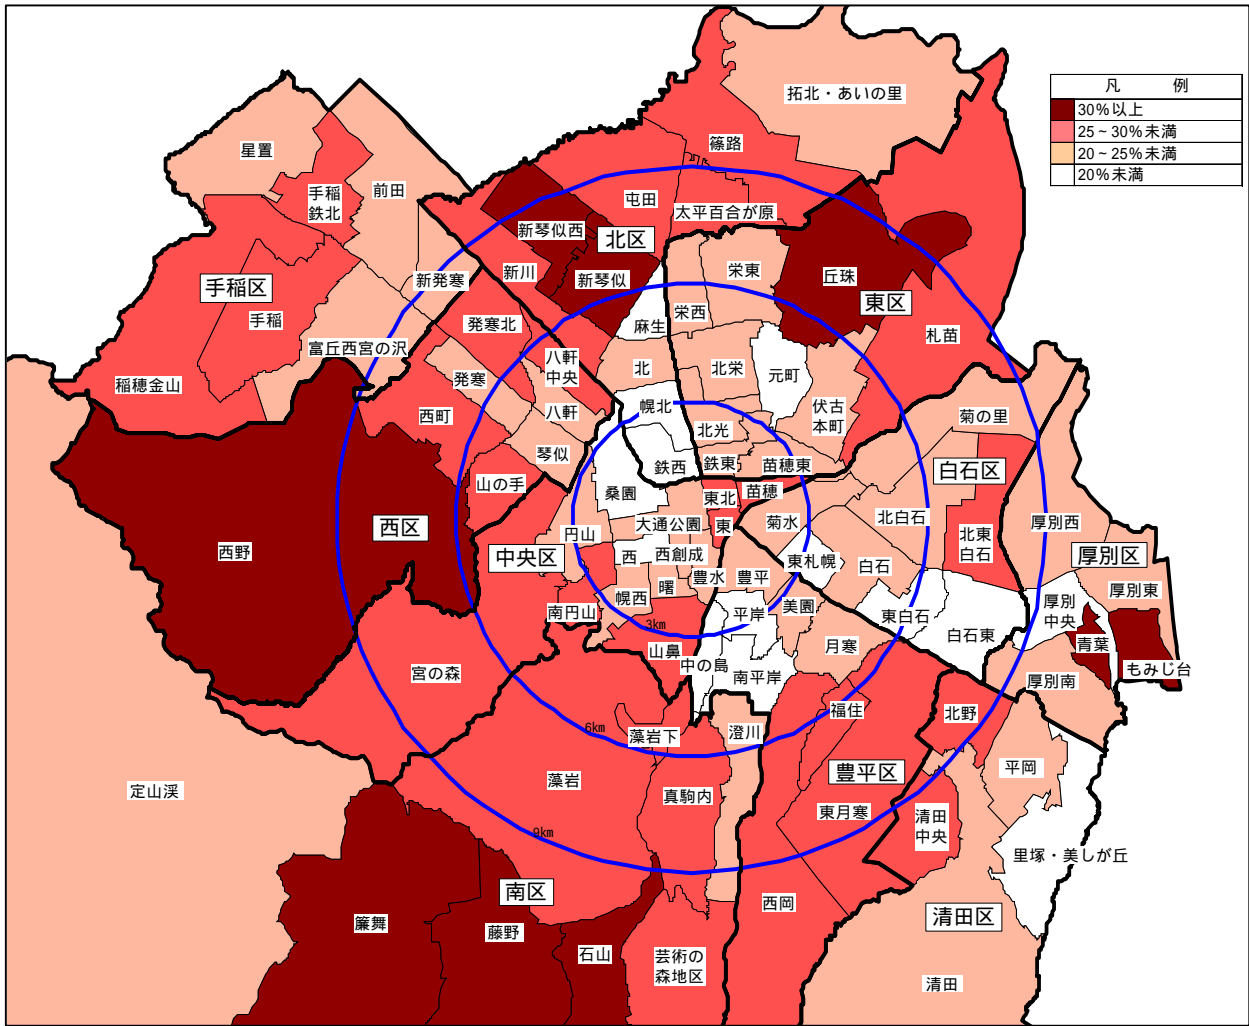 凡 例
30％以上
25～30％未満
20～25％未満
20％未満
拓北・あいの里
篠路
星置
手稲
鉄北
前田
屯田
太平百合が原
新琴似西
北区
新川
新琴似
栄東
丘珠
東区
札苗
手稲区
手稲
新発寒
富丘西宮の沢
稲穂金山
発寒北
発寒
八軒
中央
八軒
西町
琴似
山の手
麻生
栄西
北
北栄
元町
伏古
本町
幌北
北光
鉄西
鉄東
苗穂東
菊の里
白石区
桑園
東北
苗穂
東
菊水
北白石
北東
白石
厚別西
厚別区
厚別東
西野
西区
中央区
円山
大通公園
西
西創成
豊水
豊平
東札幌
白石
曙
幌西
南円山
3km
山鼻
平岸
美園
中の島
南平岸
月寒
東白石
白石東
厚別
中央
青葉
もみじ台
厚別南
宮の森
6km
藻岩下
澄川
福住
北野
平岡
定山渓
藻岩
真駒内
豊平区
東月寒
清田
中央
里塚・美しが丘
9km
南区
簾舞
藤野
石山
芸術の
森地区
西岡
清田区
清田